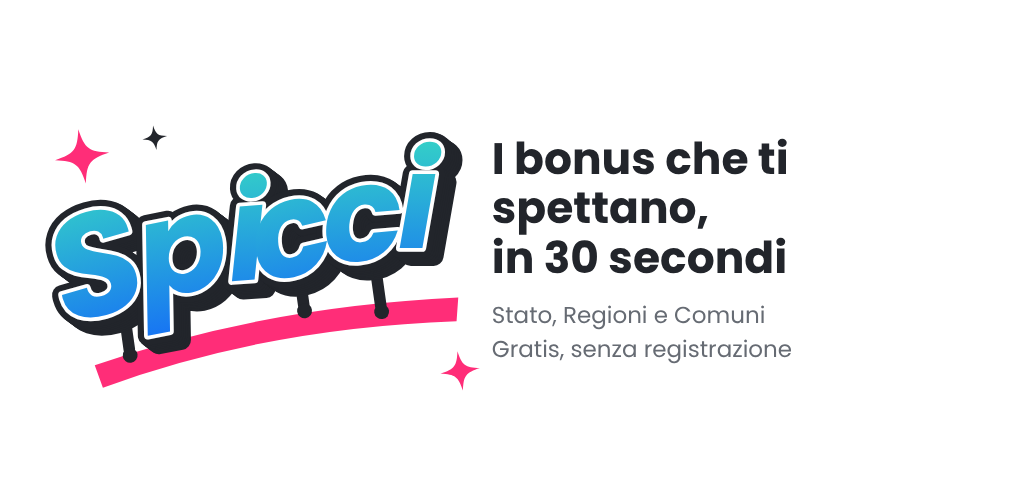 Spicci
I bonus che ti
spettano,
in 30 secondi
Stato, Regioni e Comuni
Gratis, senza registrazione